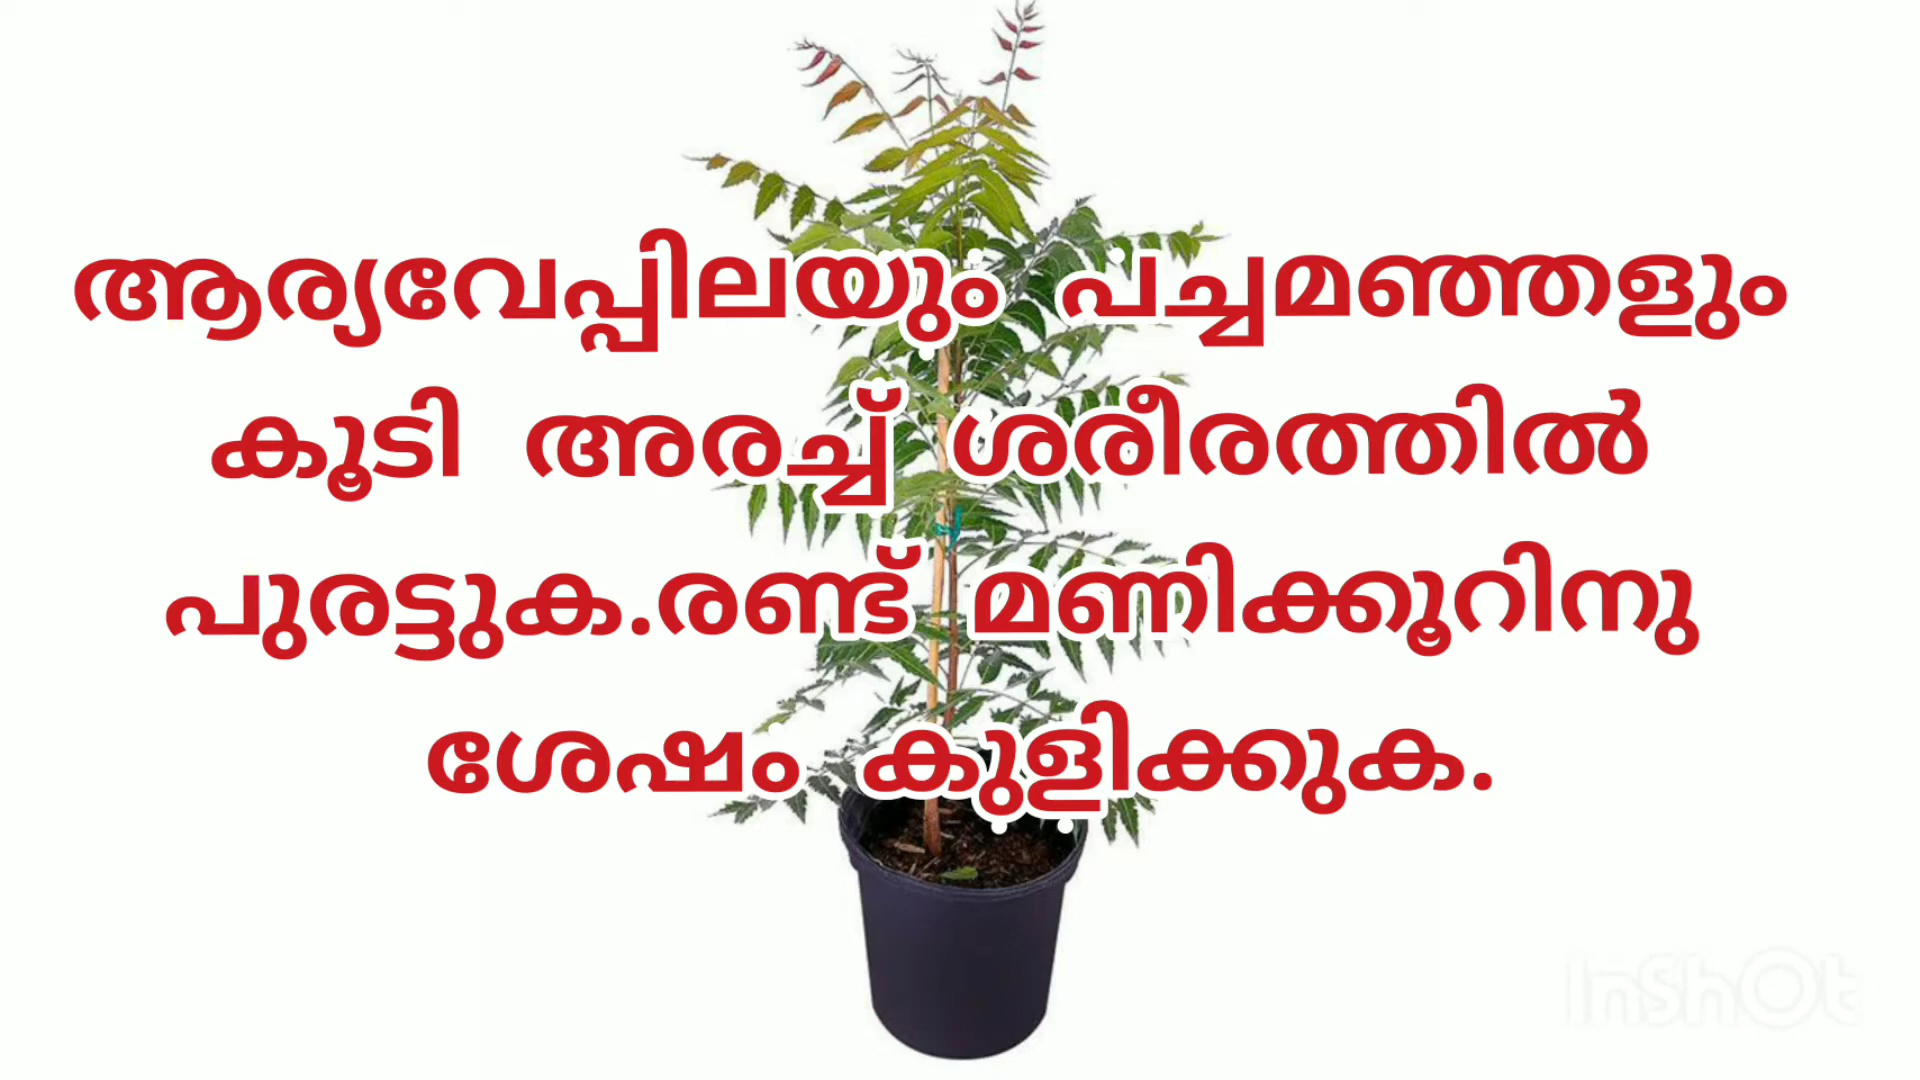 ആര്യവേപ്പിലയും പച്ചമഞ്ഞളും
കൂടി അരച്ച് ശരീരത്തിൽ
പുരട്ടുക.രണ്ട് മണിക്കൂറിനു
ശേഷം കുളിക്കുക.
InShOt